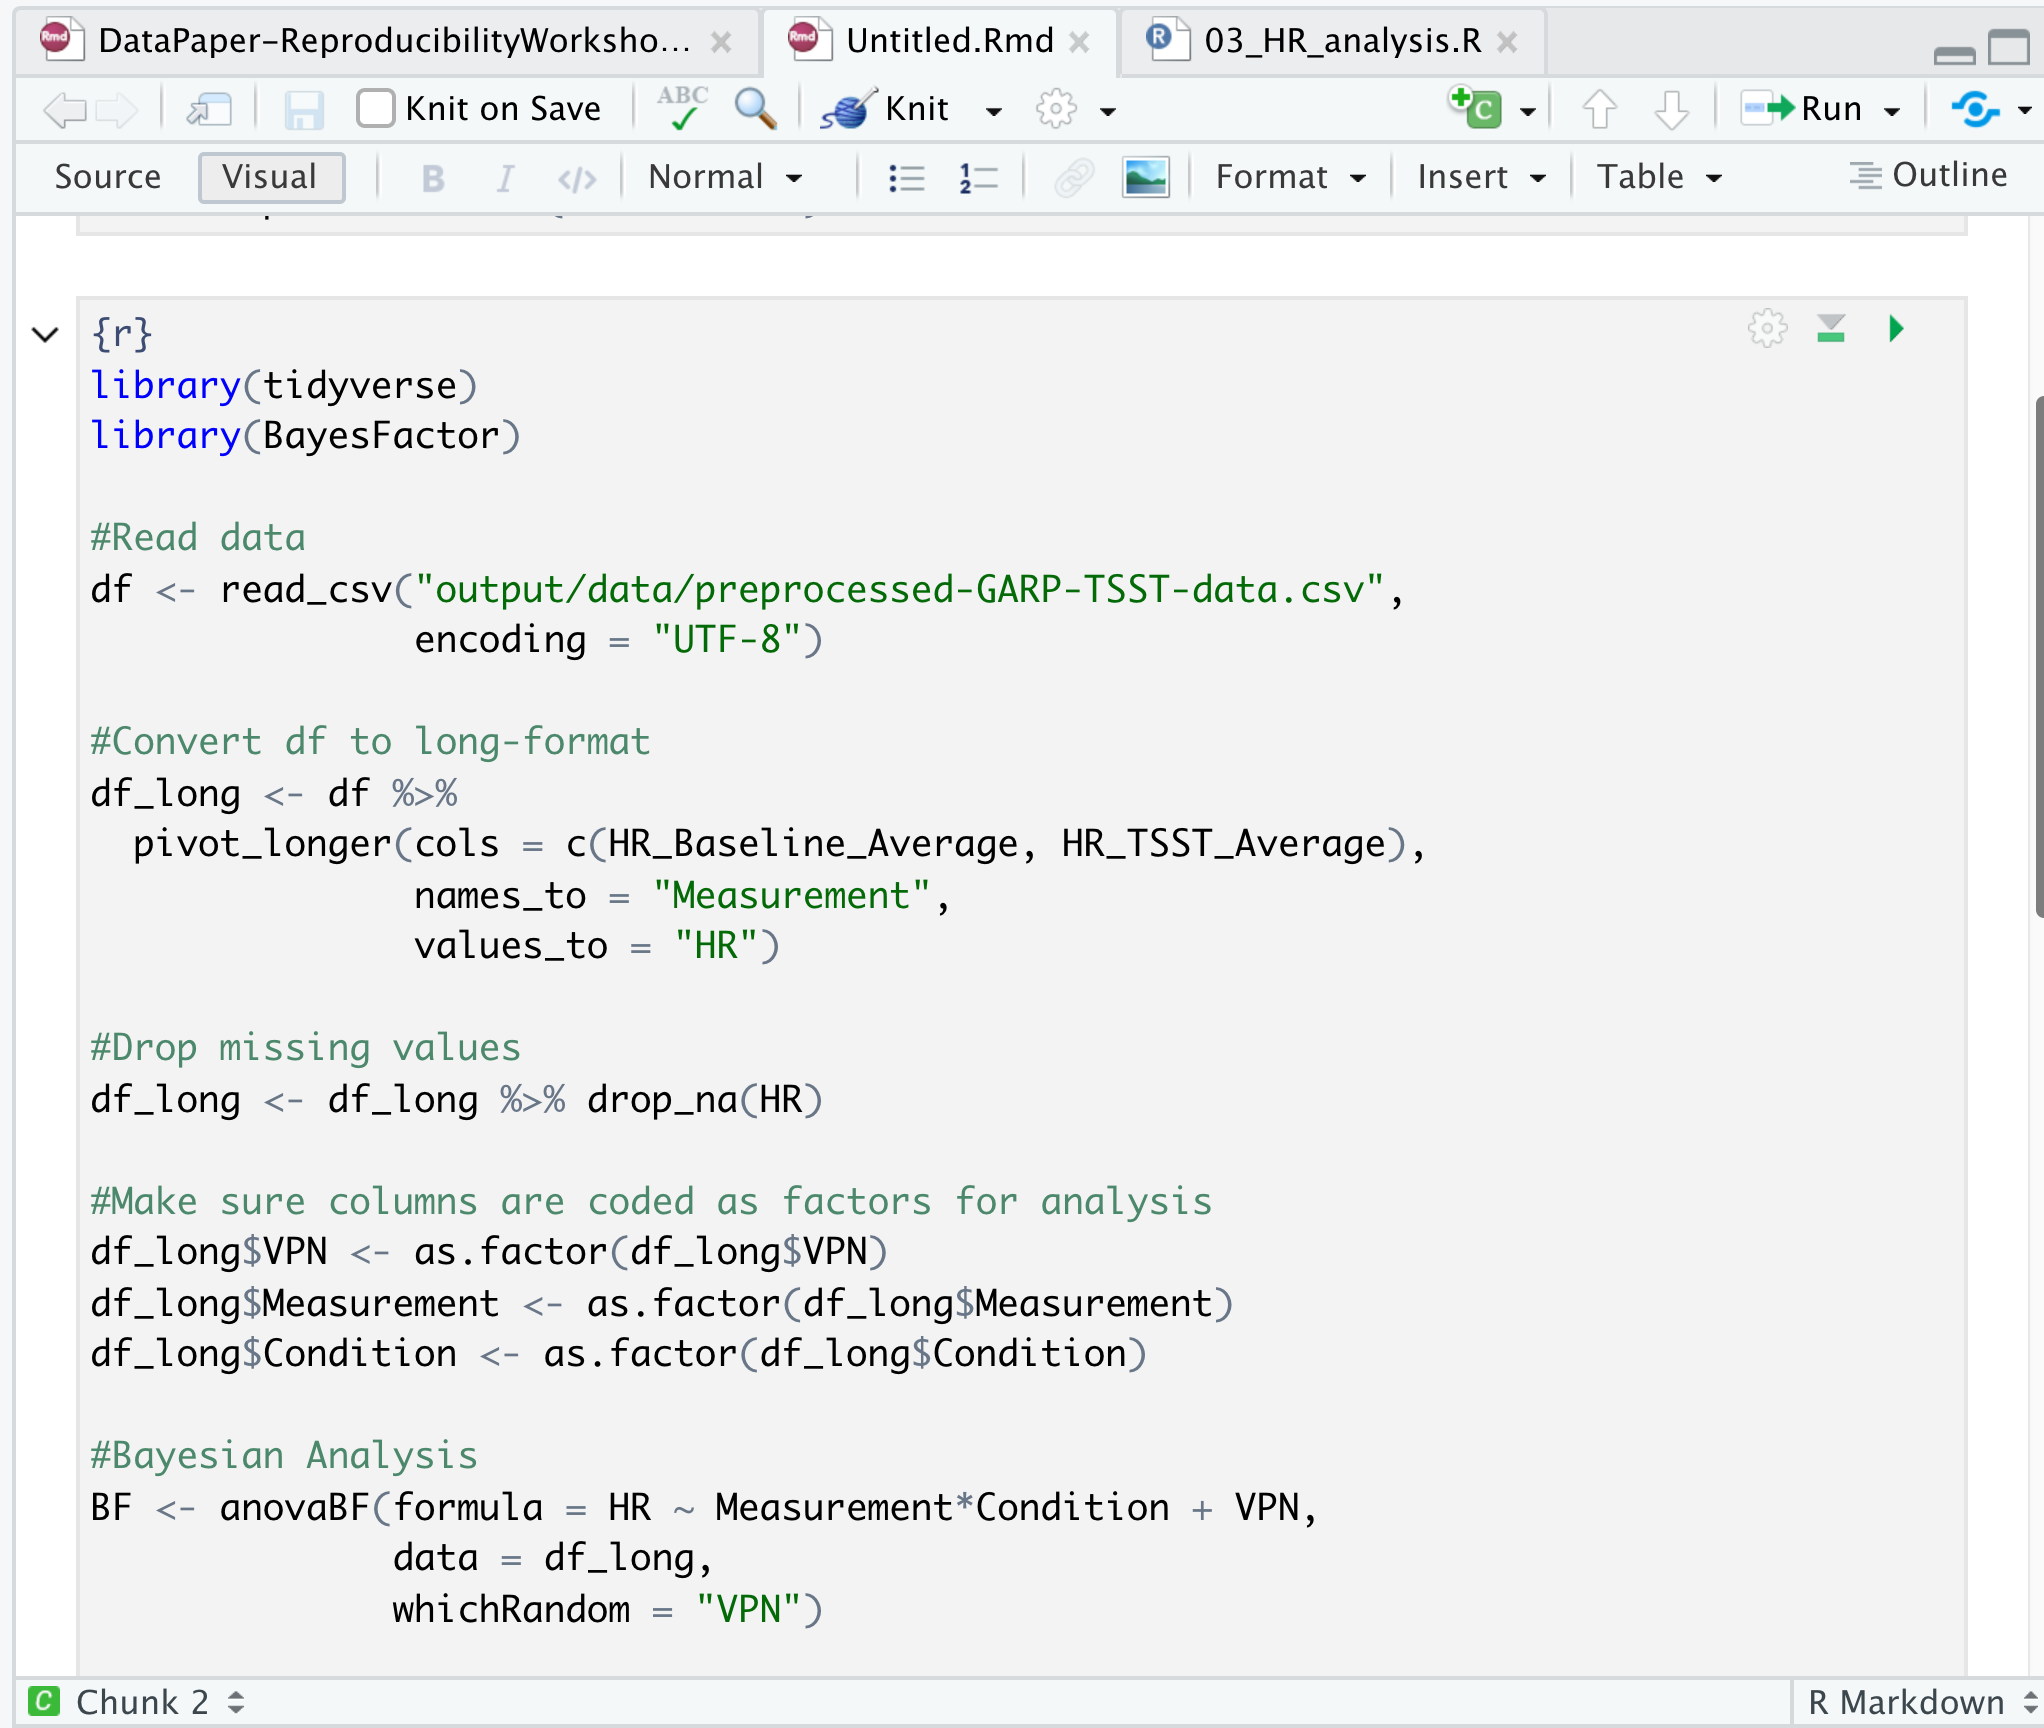 DataPaper-ReproducibilityWorksho...
Untitled.Rmd
03_HR_analysis.R
Knit on Save
ABC
Knit
Run
Source
Visual
B
I
</>
Normal
Format
Insert
Table
Outline
{r}
library(tidyverse)
library(BayesFactor)
#Read data
df <- read_csv("output/data/preprocessed-GARP-TSST-data.csv",
encoding = "UTF-8")
#Convert df to long-format
df_long <- df %>%
pivot_longer(cols = c(HR_Baseline_Average, HR_TSST_Average),
names_to = "Measurement",
values_to = "HR")
#Drop missing values
df_long <- df_long %>% drop_na(HR)
#Make sure columns are coded as factors for analysis
df_long$VPN <- as.factor(df_long$VPN)
df_long$Measurement <- as.factor(df_long$Measurement)
df_long$Condition <- as.factor(df_long$Condition)
#Bayesian Analysis
BF <- anovaBF(formula = HR ~ Measurement*Condition + VPN,
data = df_long,
whichRandom = "VPN")
C Chunk 2
R Markdown